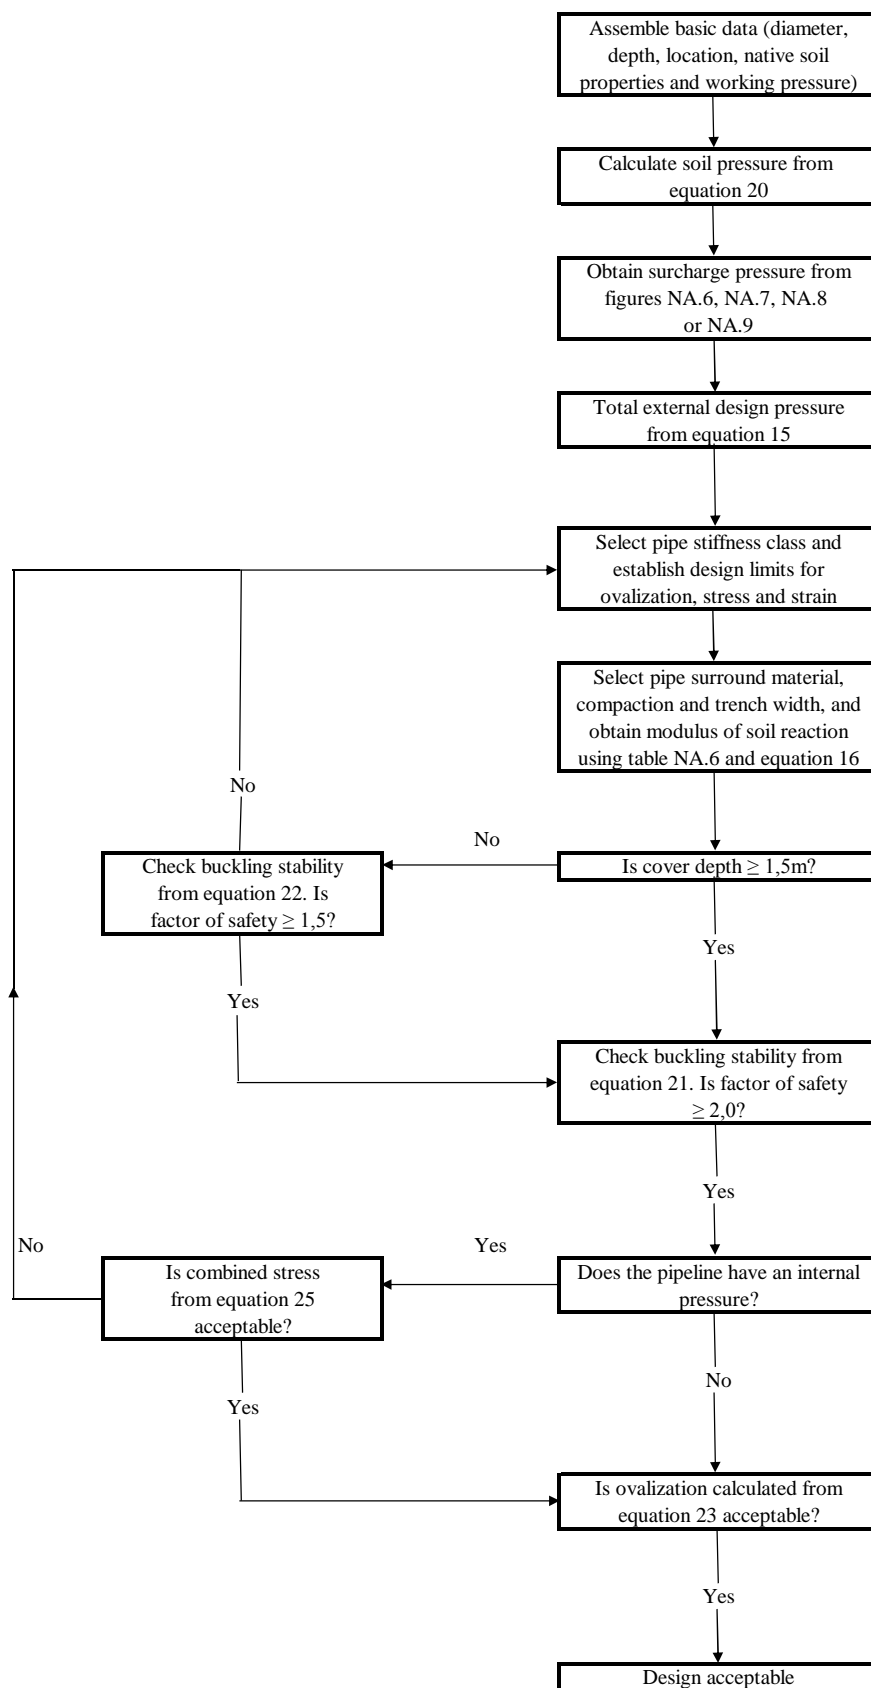 Assemble basic data (diameter,
depth, location, native soil
properties and working pressure)
Calculate soil pressure from
equation 20
Obtain surcharge pressure from
figures NA.6, NA.7, NA.8
or NA.9
Total external design pressure
from equation 15
Select pipe stiffness class and
establish design limits for
ovalization, stress and strain
Select pipe surround material,
compaction and trench width, and
obtain modulus of soil reaction
using table NA.6 and equation 16
No
No
Check buckling stability
from equation 22. Is
factor of safety ≥ 1,5?
Is cover depth ≥ 1,5m?
Yes
Yes
Check buckling stability from
equation 21. Is factor of safety
≥ 2,0?
Yes
No
Yes
Is combined stress
from equation 25
acceptable?
Does the pipeline have an internal
pressure?
No
Yes
Is ovalization calculated from
equation 23 acceptable?
Yes
Design acceptable